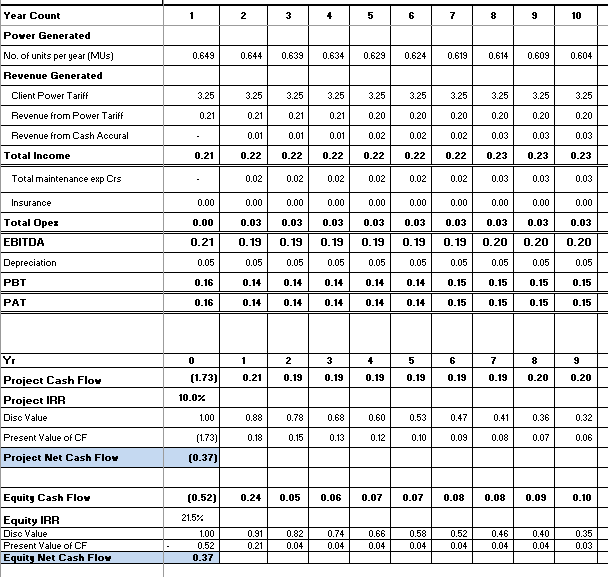 Year Count 1 2 3 4 5 6 7 8 9 10
Power Generated
No. of units per year (MUs) 0.649 0.644 0.639 0.634 0.629 0.624 0.619 0.614 0.609 0.604
Revenue Generated
Client Power Tariff 3.25 3.25 3.25 3.25 3.25 3.25 3.25 3.25 3.25 3.25
Revenue from Power Tariff 0.21 0.21 0.21 0.21 0.20 0.20 0.20 0.20 0.20 0.20
Revenue from Cash Accural - 0.01 0.01 0.01 0.02 0.02 0.02 0.03 0.03 0.03
Total Income 0.21 0.22 0.22 0.22 0.22 0.22 0.22 0.23 0.23 0.23
Total maintenance exp Crs - 0.02 0.02 0.02 0.02 0.02 0.02 0.03 0.03 0.03
Insurance 0.00 0.00 0.00 0.00 0.00 0.00 0.00 0.00 0.00 0.00
Total Opex 0.00 0.03 0.03 0.03 0.03 0.03 0.03 0.03 0.03 0.03
EBITDA 0.21 0.19 0.19 0.19 0.19 0.19 0.19 0.20 0.20 0.20
Depreciation 0.05 0.05 0.05 0.05 0.05 0.05 0.05 0.05 0.05 0.05
PBT 0.16 0.14 0.14 0.14 0.14 0.14 0.15 0.15 0.15 0.15
PAT 0.16 0.14 0.14 0.14 0.14 0.14 0.15 0.15 0.15 0.15
Yr 0 1 2 3 4 5 6 7 8 9
Project Cash Flow (1.73) 0.21 0.19 0.19 0.19 0.19 0.19 0.19 0.20 0.20
Project IRR 10.0%
Disc Value 1.00 0.88 0.78 0.68 0.60 0.53 0.47 0.41 0.36 0.32
Present Value of CF (1.73) 0.18 0.15 0.13 0.12 0.10 0.09 0.08 0.07 0.06
Project Net Cash Flow (0.37)
Equity Cash Flow (0.52) 0.24 0.05 0.06 0.07 0.07 0.08 0.08 0.09 0.10
Equity IRR 21.5%
Disc Value 1.00 0.91 0.82 0.74 0.66 0.58 0.52 0.46 0.40 0.35
Present Value of CF - 0.52 0.21 0.04 0.04 0.04 0.04 0.04 0.04 0.04 0.03
Equity Net Cash Flow 0.37